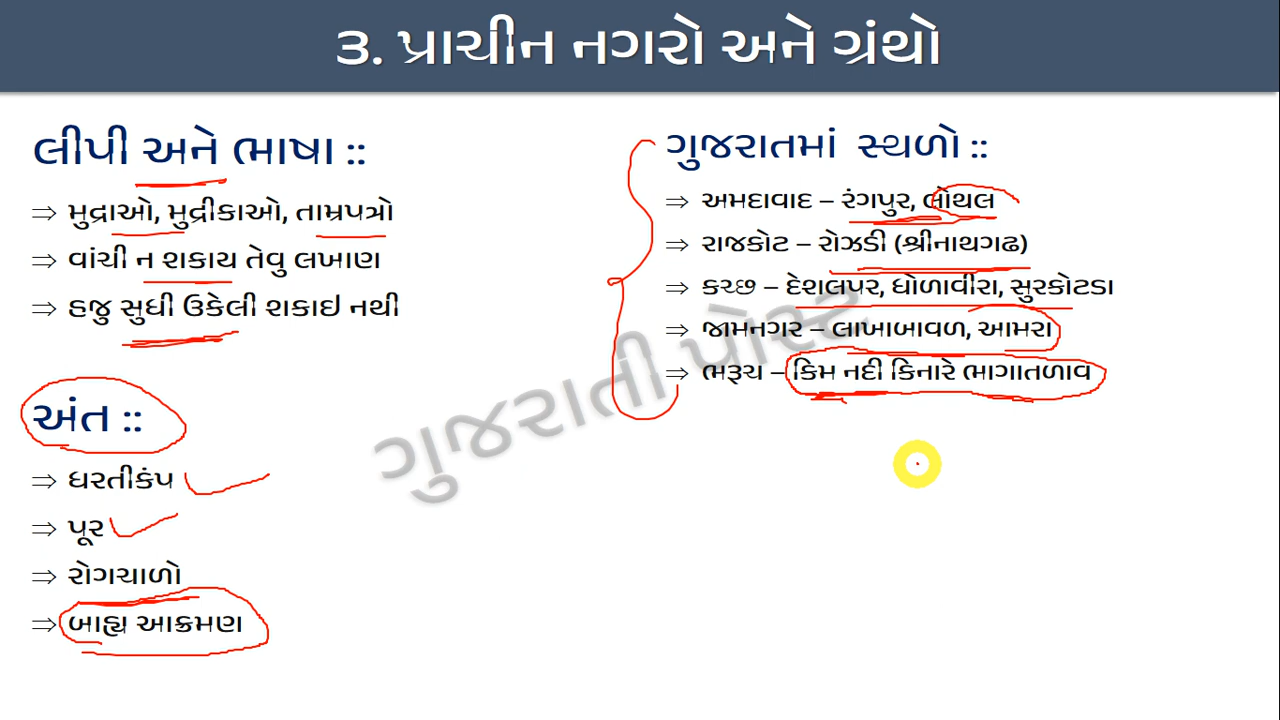 ૩. પ્રાચીન નગરો અને ગ્રંથો
લીપી અને ભાષા ::
⇒ મુદ્રાઓ, મુદ્રીકાઓ, તામ્રપત્રો
⇒ વાંચી ન શકાય તેવુ લખાણ
⇒ હજુ સુધી ઉકેલી શકાઇ નથી
અંત ::
⇒ ધરતીકંપ
⇒ પૂર
⇒ રોગચાળો
⇒ બાહ્ય આક્રમણ
ગુજરાતમાં સ્થળો ::
⇒ અમદાવાદ – રંગપુર, લોથલ
⇒ રાજકોટ – રોઝડી (શ્રીનાથગઢ)
⇒ કચ્છ – દેશલપર, ધોળાવીરા, સુરકોટડા
⇒ જામનગર – લાખાબાવળ, આમરા
⇒ ભરૂચ – કિમ નદી કિનારે ભાગાતળાવ
ગુજરાતી પોસ્ટ